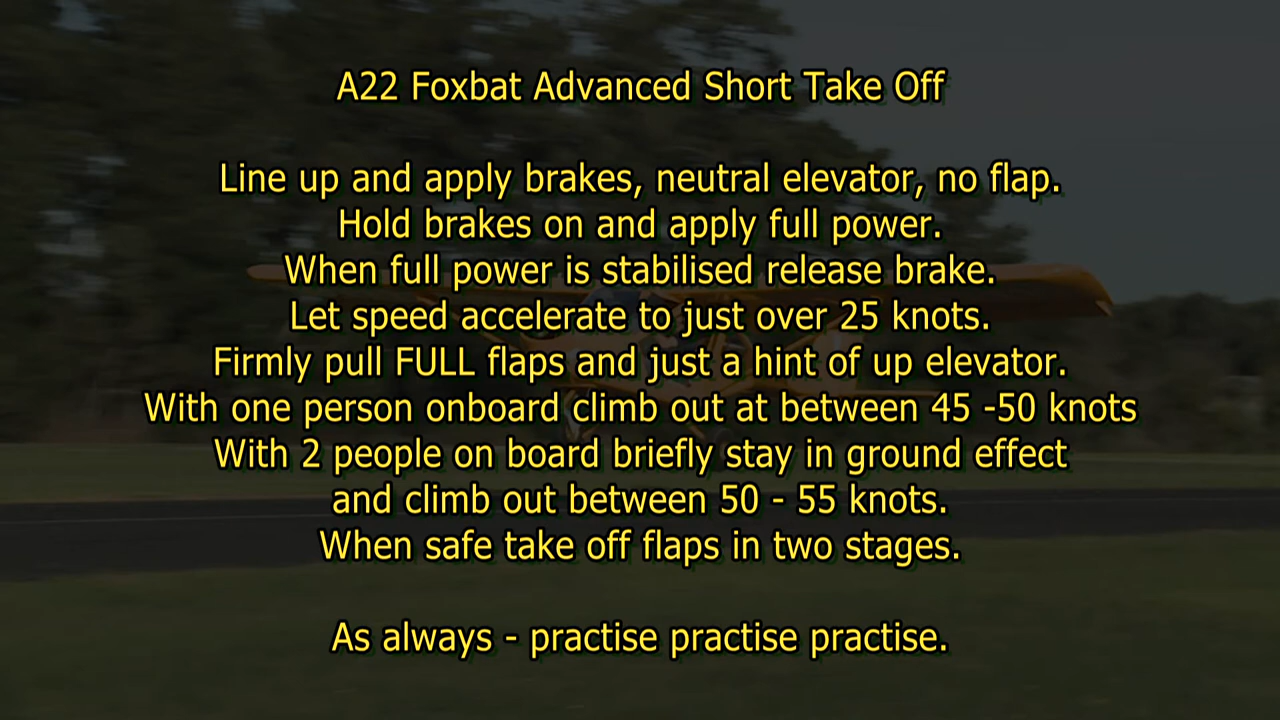 A22 Foxbat Advanced Short Take Off
Line up and apply brakes, neutral elevator, no flap.
Hold brakes on and apply full power.
When full power is stabilised release brake.
Let speed accelerate to just over 25 knots.
Firmly pull FULL flaps and just a hint of up elevator.
With one person onboard climb out at between 45 -50 knots
With 2 people on board briefly stay in ground effect
and climb out between 50 - 55 knots.
When safe take off flaps in two stages.
As always - practise practise practise.